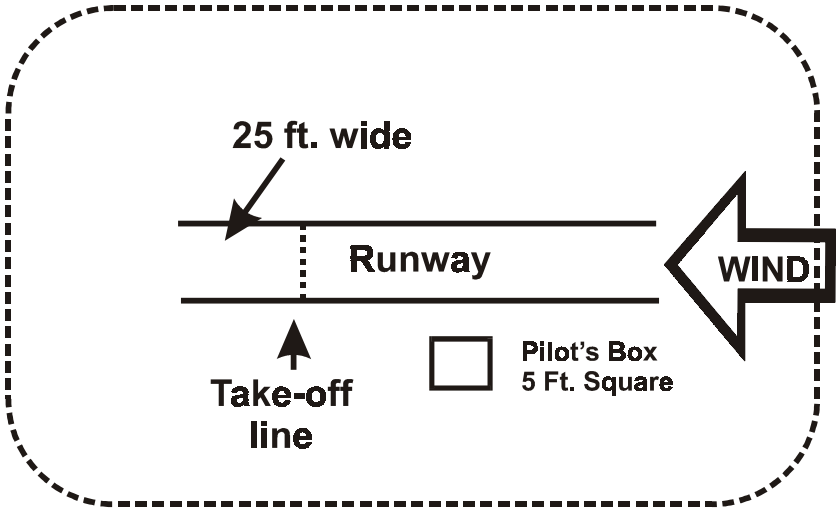 25 ft. wide
Runway
WIND
Pilot's Box
5 Ft. Square
Take-off
line